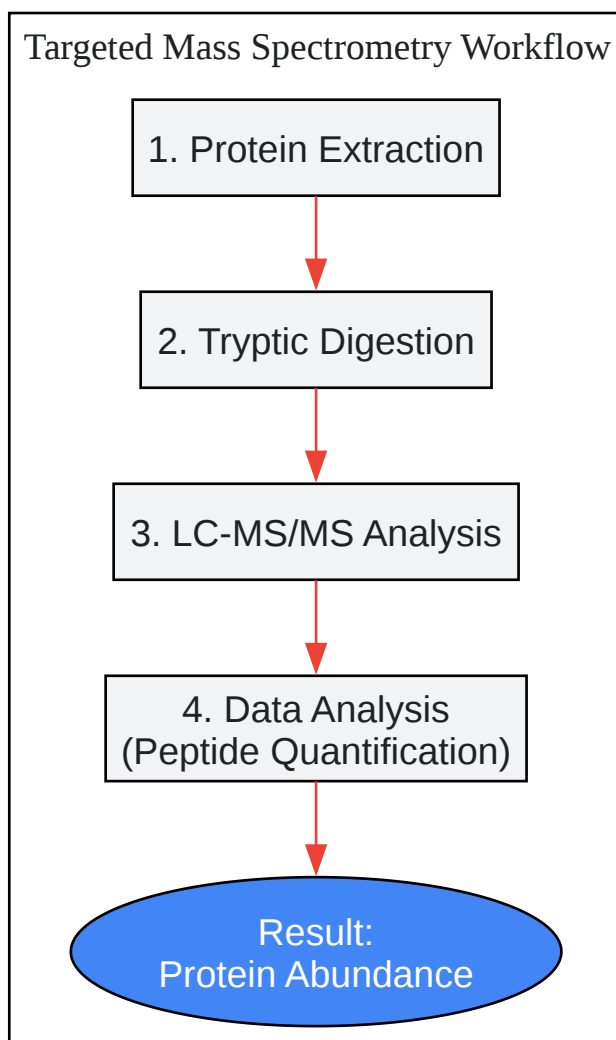 Targeted Mass Spectrometry Workflow
1. Protein Extraction
2. Tryptic Digestion
3. LC-MS/MS Analysis
4. Data Analysis
(Peptide Quantification)
Result:
Protein Abundance